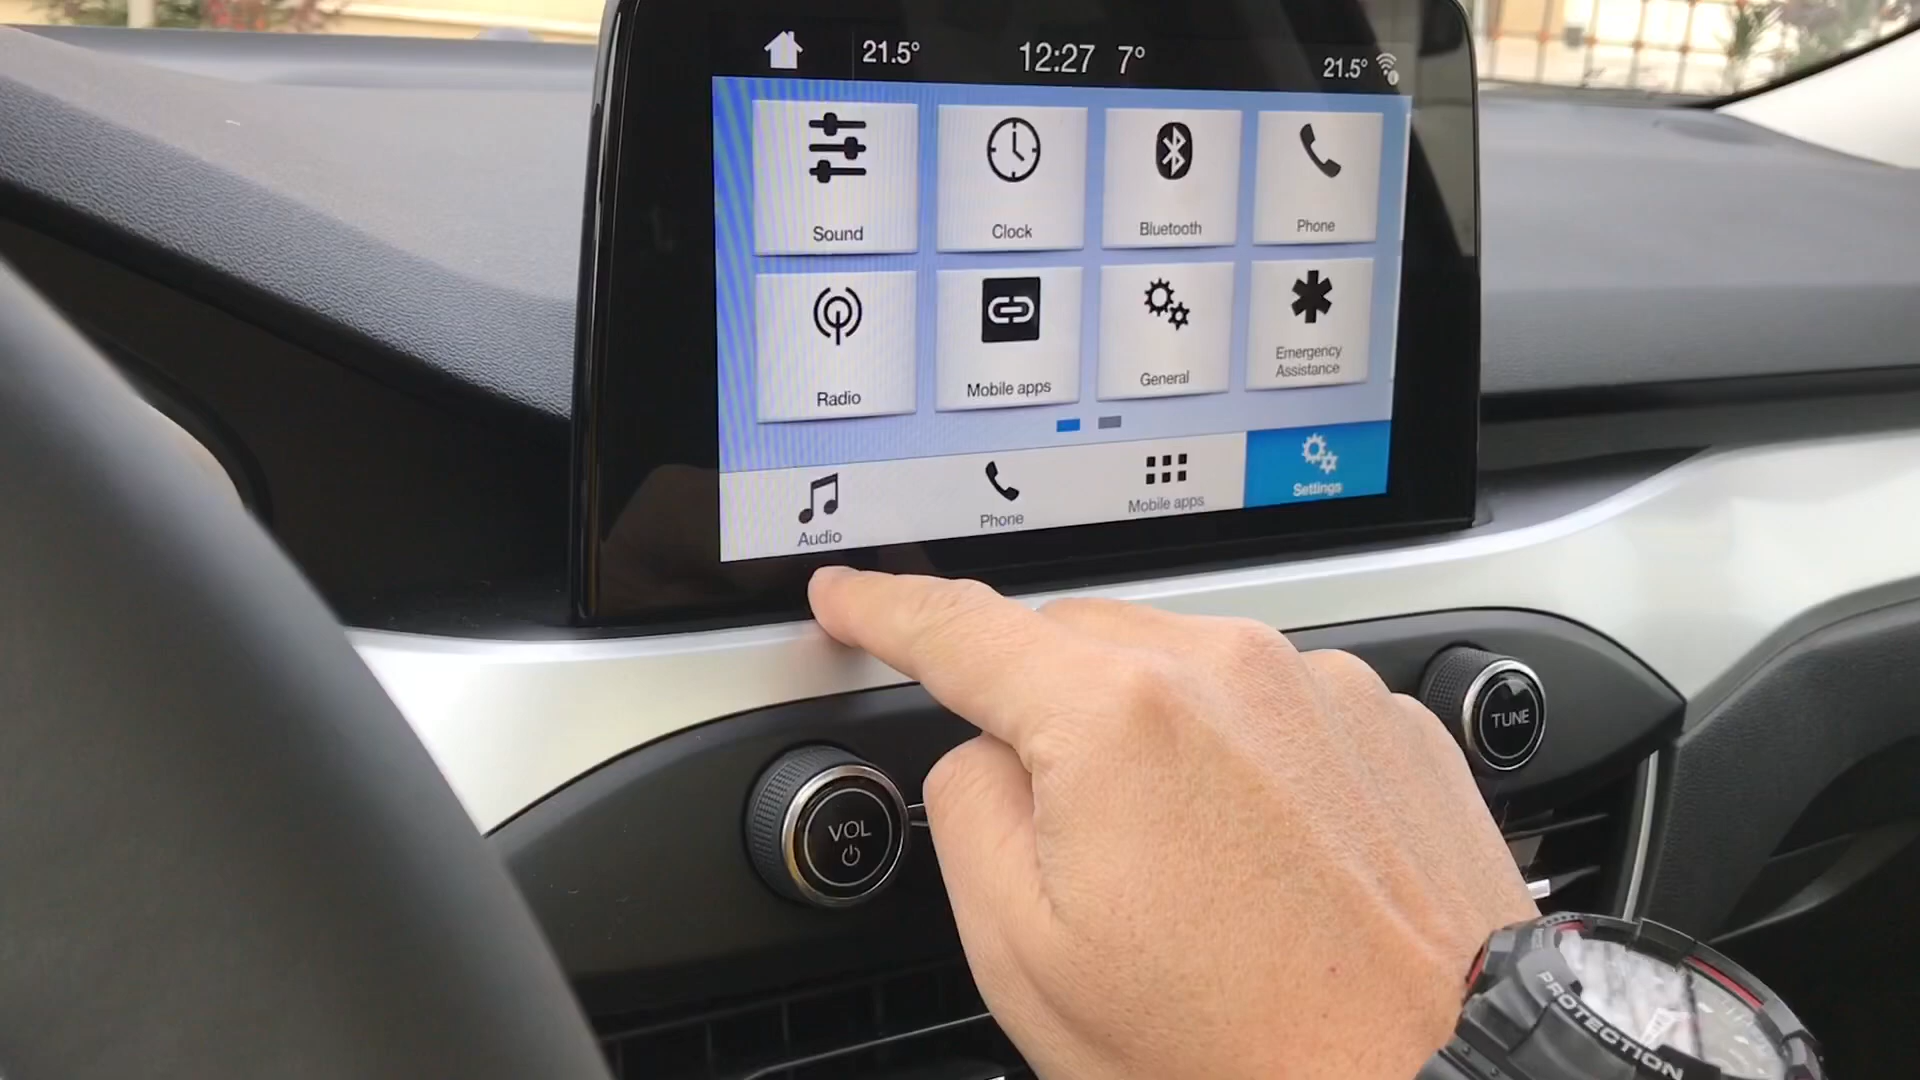 21.5° 12:27 7° 21.5°
Sound Clock Bluetooth Phone
Radio Mobile apps General Emergency
Assistance
Audio Phone Mobile apps Settings
TUNE
VOL
PROTECTION